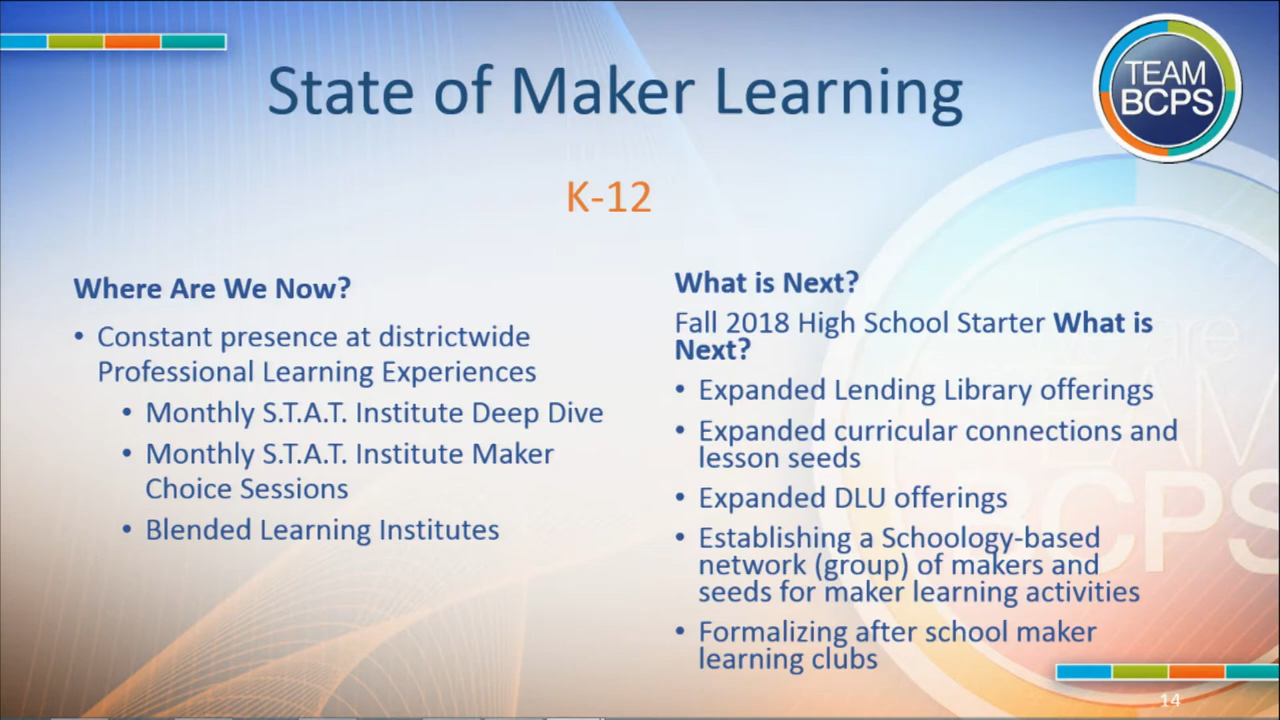 State of Maker Learning
TEAM
BCPS
K-12
Where Are We Now?
• Constant presence at districtwide
Professional Learning Experiences
• Monthly S.T.A.T. Institute Deep Dive
• Monthly S.T.A.T. Institute Maker
Choice Sessions
• Blended Learning Institutes
What is Next?
Fall 2018 High School Starter What is
Next?
• Expanded Lending Library offerings
• Expanded curricular connections and
lesson seeds
• Expanded DLU offerings
• Establishing a Schoology-based
network (group) of makers and
seeds for maker learning activities
• Formalizing after school maker
learning clubs
14